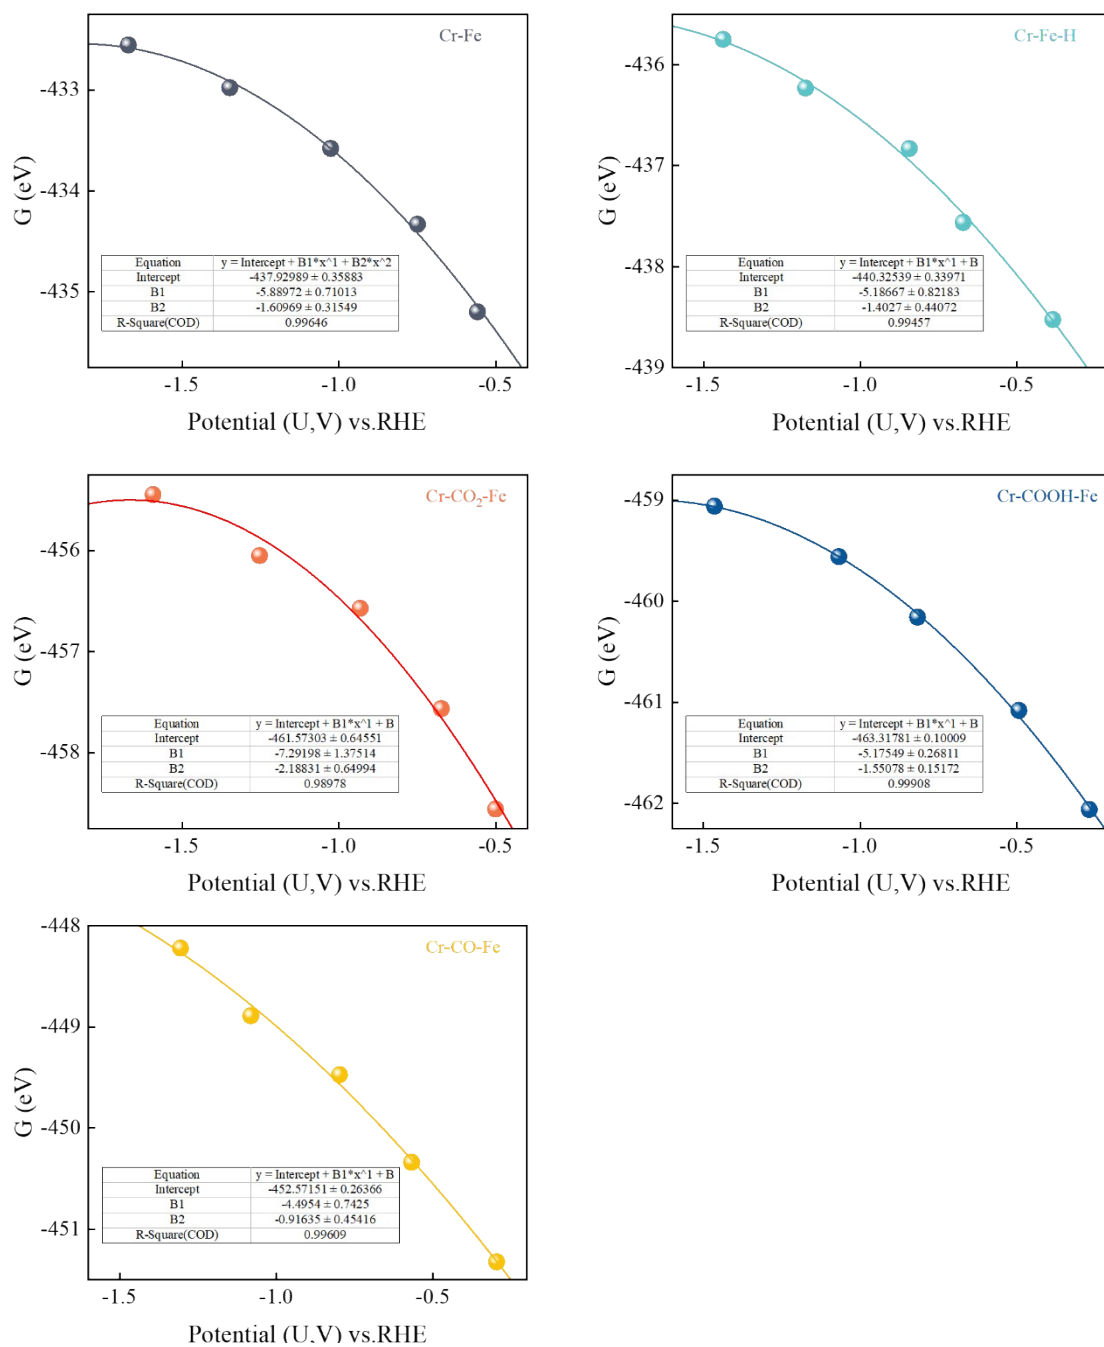 Cr-Fe
-433
-434
-435
G (eV)
Equation y = Intercept + B1*x^1 + B2*x^2
Intercept -437.92989 ± 0.35883
B1 -5.88972 ± 0.71013
B2 -1.60969 ± 0.31549
R-Square(COD) 0.99646
-1.5 -1.0 -0.5
Potential (U,V) vs.RHE
Cr-Fe-H
-436
-437
-438
-439
G (eV)
Equation y = Intercept + B1*x^1 + B
Intercept -440.32539 ± 0.33971
B1 -5.18667 ± 0.82183
B2 -1.4027 ± 0.44072
R-Square(COD) 0.99457
-1.5 -1.0 -0.5
Potential (U,V) vs.RHE
Cr-CO₂-Fe
-456
-457
-458
G (eV)
Equation y = Intercept + B1*x^1 + B
Intercept -461.57303 ± 0.64551
B1 -7.29198 ± 1.37514
B2 -2.18831 ± 0.64994
R-Square(COD) 0.98978
-1.5 -1.0 -0.5
Potential (U,V) vs.RHE
Cr-COOH-Fe
-459
-460
-461
-462
G (eV)
Equation y = Intercept + B1*x^1 + B
Intercept -463.31781 ± 0.10009
B1 -5.17549 ± 0.26811
B2 -1.55078 ± 0.15172
R-Square(COD) 0.99908
-1.5 -1.0 -0.5
Potential (U,V) vs.RHE
Cr-CO-Fe
-448
-449
-450
-451
G (eV)
Equation y = Intercept + B1*x^1 + B
Intercept -452.57151 ± 0.26366
B1 -4.4954 ± 0.7425
B2 -0.91635 ± 0.45416
R-Square(COD) 0.99609
-1.5 -1.0 -0.5
Potential (U,V) vs.RHE